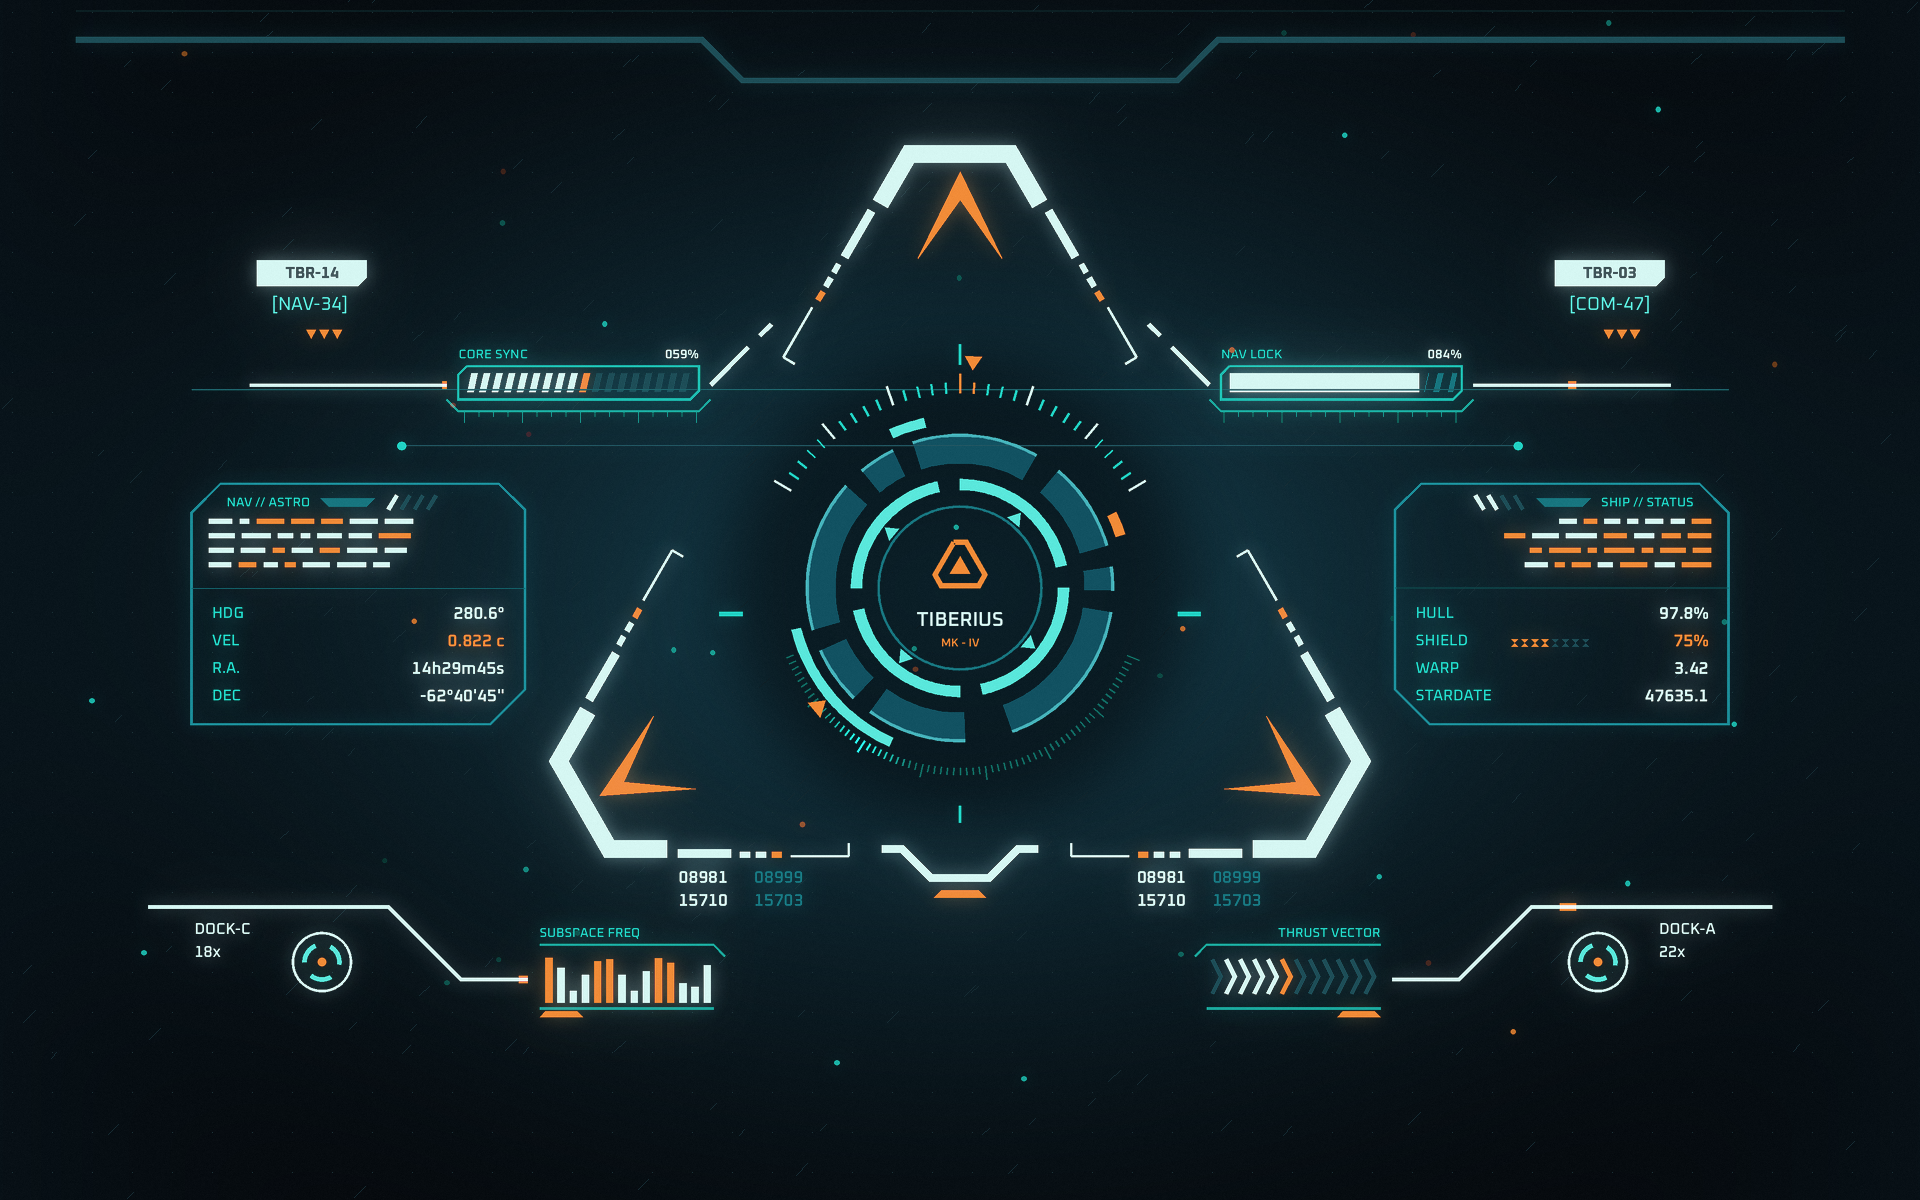 TBR-14
[NAV-34]
TBR-03
[COM-47]
CORE SYNC 059%
NAV LOCK 084%
NAV // ASTRO
HDG 280.6°
VEL 0.822 c
R.A. 14h29m45s
DEC -62°40'45"
TIBERIUS
MK - IV
SHIP // STATUS
HULL 97.8%
SHIELD 75%
WARP 3.42
STARDATE 47635.1
08981 08999
15710 15703
08981 08999
15710 15703
DOCK-C
18x
SUBSPACE FREQ
THRUST VECTOR
DOCK-A
22x